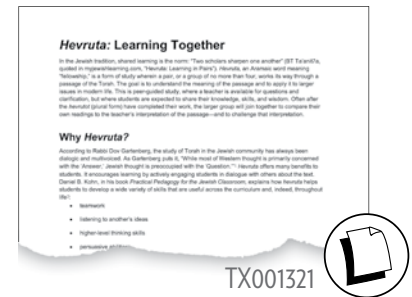 Hevruta: Learning Together
In the Jewish tradition, shared learning is the norm: "Two scholars sharpen one another" (BT Ta'anit7a,
quoted in myjewishlearning.com, "Hevruta: Learning in Pairs"). Hevruta, an Aramaic word meaning
"fellowship," is a form of study wherein a pair, or a group of no more than four, works its way through a
passage of the Torah. The goal is to understand the meaning of the passage and to apply it to larger
issues in modern life. This is peer-guided study, where a teacher is available for questions and
clarification, but where students are expected to share their knowledge, skills, and wisdom. Often after
the hevrutot (plural form) have completed their work, the larger group will join together to compare their
own readings to the teacher's interpretation of the passage—and to challenge that interpretation.
Why Hevruta?
According to Rabbi Dov Gartenberg, the study of Torah in the Jewish community has always been
dialogic and multivoiced. As Gartenberg puts it, "While most of Western thought is primarily concerned
with the 'Answer,' Jewish thought is preoccupied with the 'Question.'" Hevruta offers many benefits to
students. It encourages learning by actively engaging students in dialogue with others about the text.
Daniel B. Kohn, in his book Practical Pedagogy for the Jewish Classroom, explains how hevruta helps
students to develop a wide variety of skills that are useful across the curriculum and, indeed, throughout
life:
• teamwork
• listening to another's ideas
• higher-level thinking skills
• persuasive
TX001321